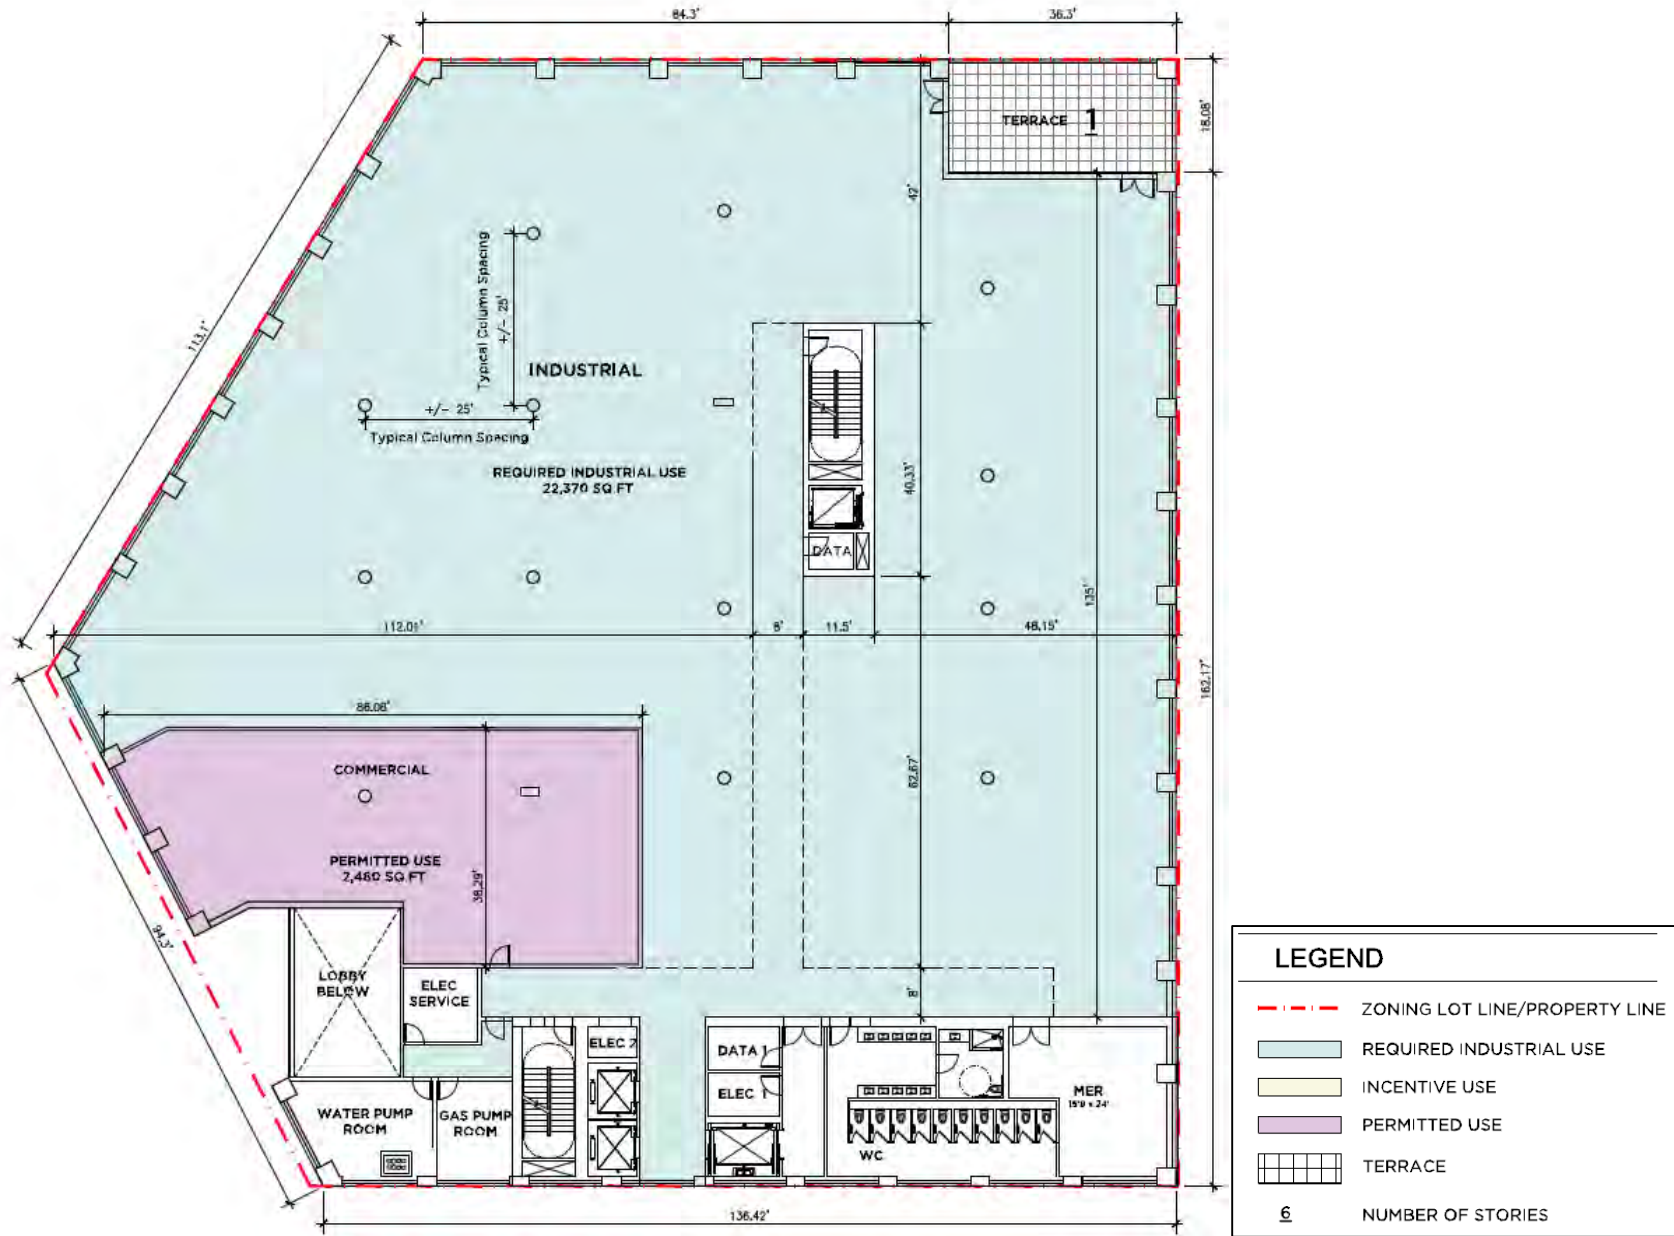 84.3'
36.3'
TERRACE 1
18.08'
42'
Typical Column Spacing
+/- 25'
113.1'
INDUSTRIAL
+/- 25'
Typical Column Spacing
REQUIRED INDUSTRIAL USE
22,370 SQ.FT
40.33'
DATA
135'
112.01'
8'
11.5'
48.15'
162.17'
86.06'
COMMERCIAL
62.67'
PERMITTED USE
2,460 SQ.FT
38.29'
94.3'
LOBBY
BELOW
ELEC
SERVICE
8'
ELEC 2
DATA 1
ELEC 1
MER
WATER PUMP
ROOM
GAS PUMP
ROOM
WC
136.42'
LEGEND
ZONING LOT LINE/PROPERTY LINE
REQUIRED INDUSTRIAL USE
INCENTIVE USE
PERMITTED USE
TERRACE
6 NUMBER OF STORIES